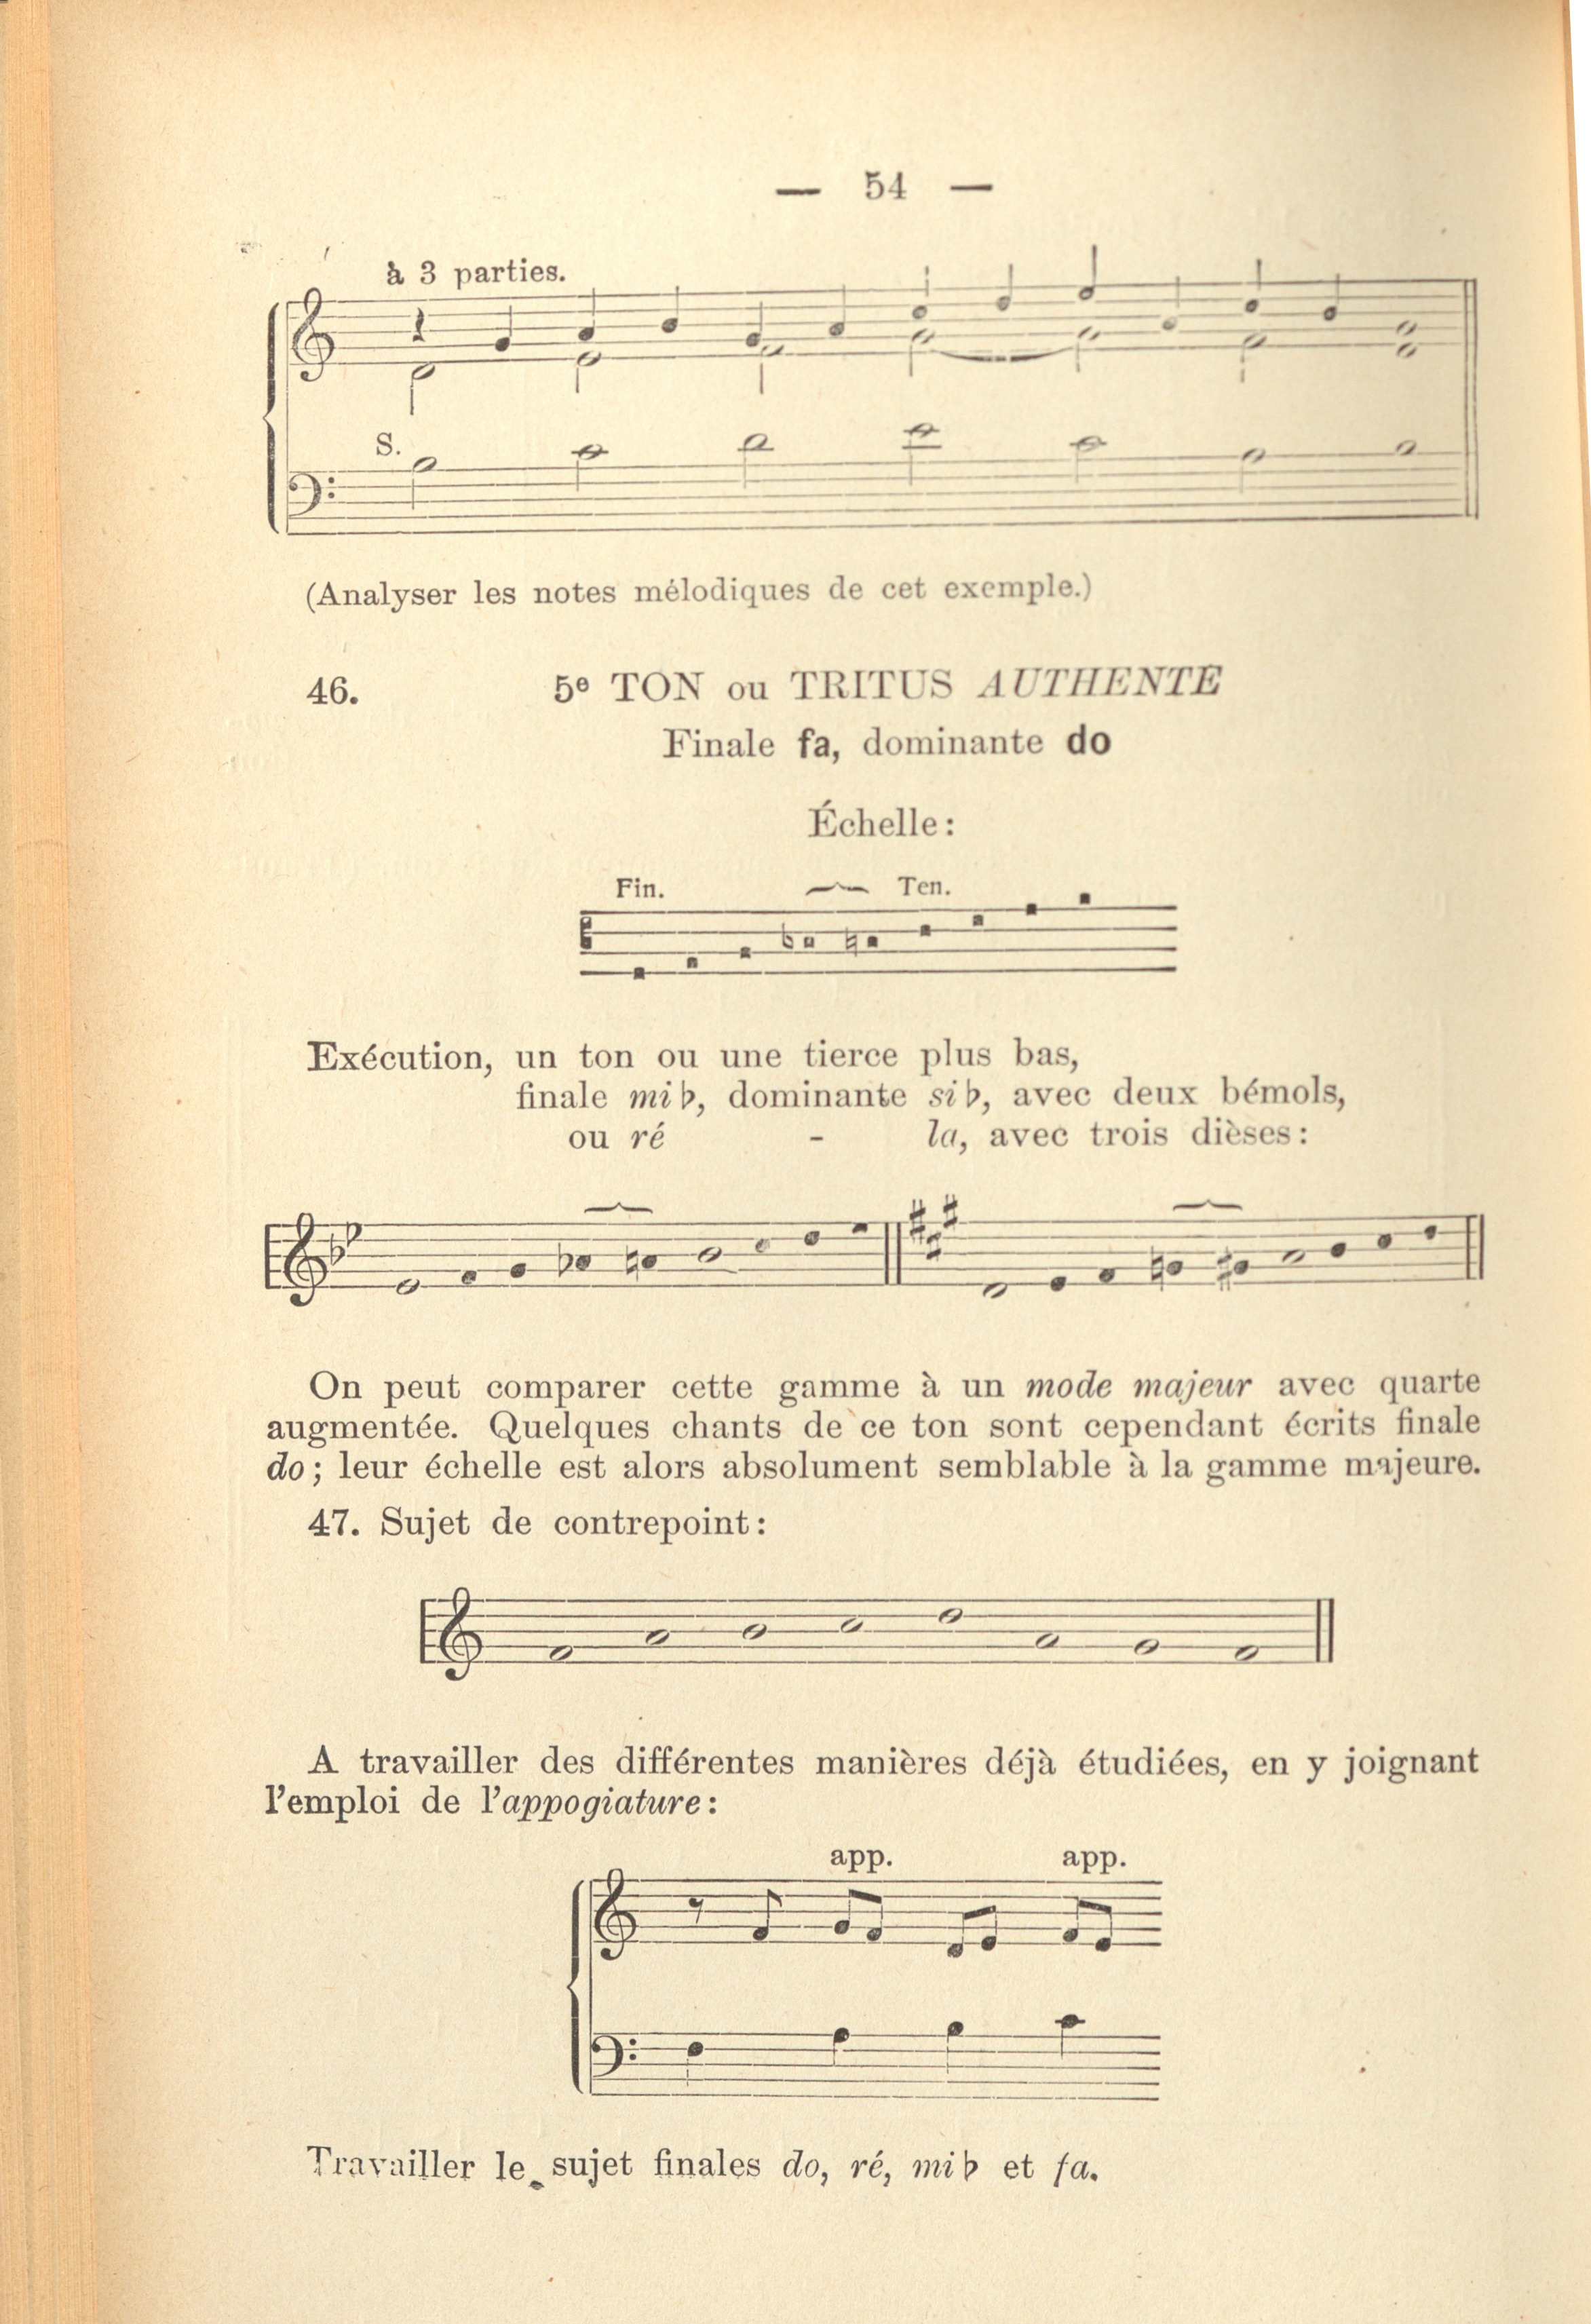 — 54 —
à 3 parties.
S.
(Analyser les notes mélodiques de cet exemple.)
46. 5e TON ou TRITUS AUTHENTE
Finale fa, dominante do
Échelle:
Fin. Ten.
Exécution, un ton ou une tierce plus bas,
finale mi♭, dominante si♭, avec deux bémols,
ou ré - la, avec trois dièses:
On peut comparer cette gamme à un mode majeur avec quarte
augmentée. Quelques chants de ce ton sont cependant écrits finale
do; leur échelle est alors absolument semblable à la gamme majeure.
47. Sujet de contrepoint:
A travailler des différentes manières déjà étudiées, en y joignant
l'emploi de l'appogiature:
app. app.
Travailler le sujet finales do, ré, mi♭ et fa.